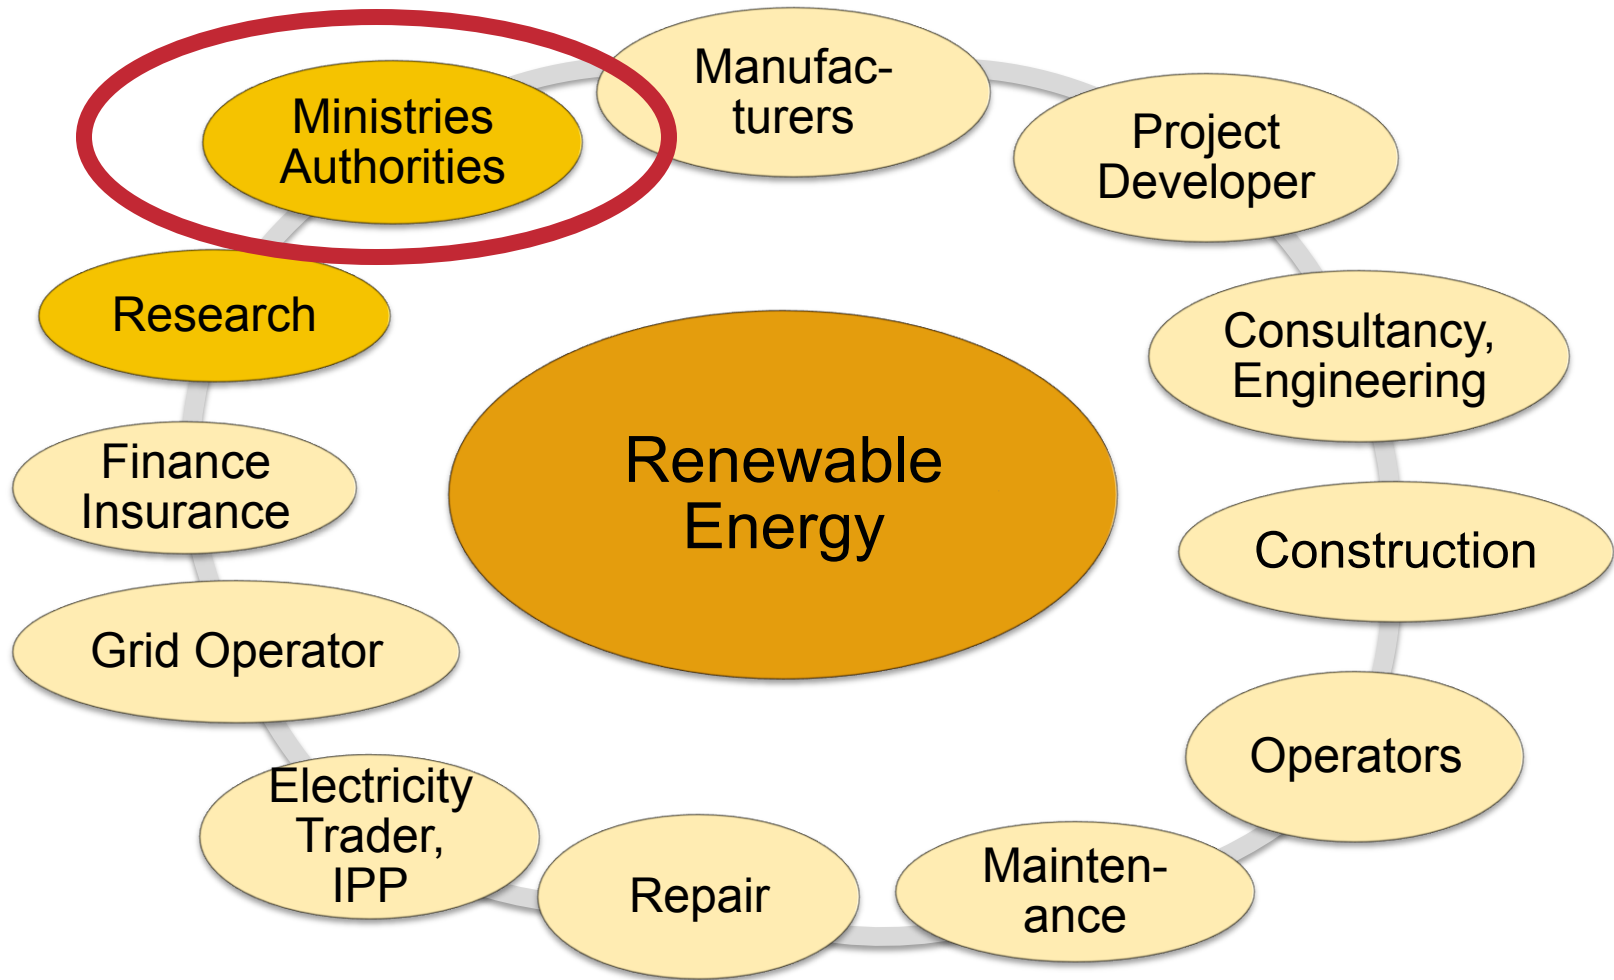 Ministries
Authorities
Manufac-
turers
Project
Developer
Consultancy,
Engineering
Construction
Operators
Mainten-
ance
Repair
Electricity
Trader,
IPP
Grid Operator
Finance
Insurance
Research
Renewable
Energy